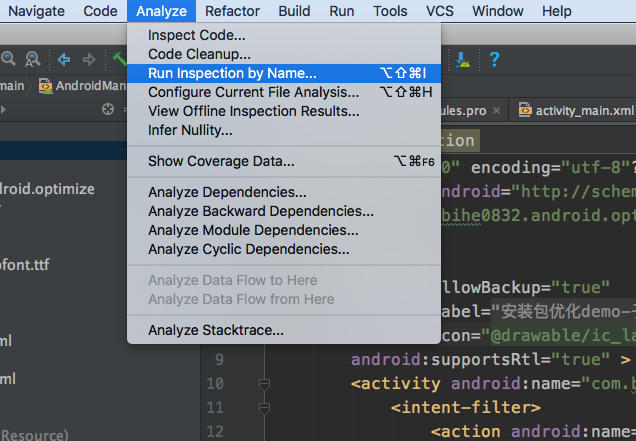 Navigate Code Analyze Refactor Build Run Tools VCS Window Help
Inspect Code...
Code Cleanup...
Run Inspection by Name... ⌥⇧⌘I
Configure Current File Analysis... ⌥⇧⌘H
View Offline Inspection Results...
Infer Nullity...
Show Coverage Data... ⌥⌘F6
Analyze Dependencies...
Analyze Backward Dependencies...
Analyze Module Dependencies...
Analyze Cyclic Dependencies...
Analyze Data Flow to Here
Analyze Data Flow from Here
Analyze Stacktrace...
main AndroidMan
ules.pro activity_main.xml
droid.optimize
ofont.ttf
ml
ml
Resource)
tion
0" encoding="utf-8"?
android="http://schem
bihe0832.android.opt
llowBackup="true"
label="安装包优化demo-
con="@drawable/ic_la
9 android:supportsRtl="true" >
10 <activity android:name="com.b
11 <intent-filter>
12 <action android:name=